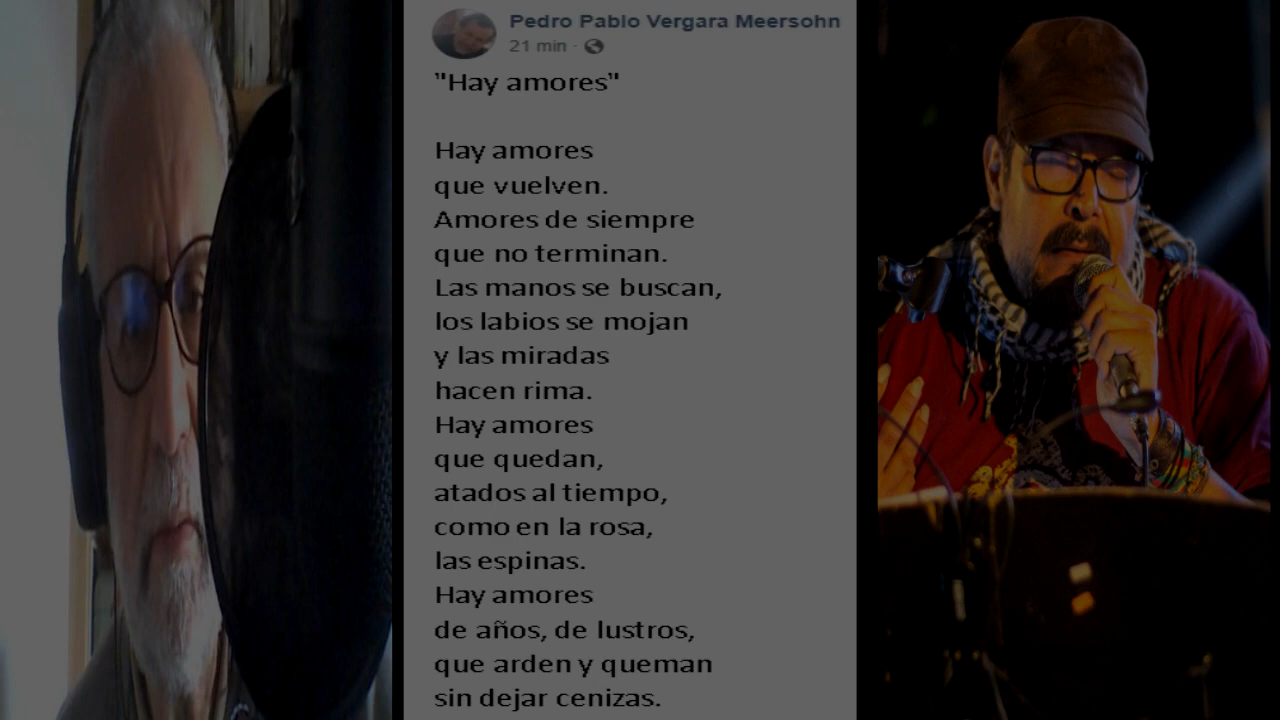 Pedro Pablo Vergara Meersohn
21 min ·
"Hay amores"
Hay amores
que vuelven.
Amores de siempre
que no terminan.
Las manos se buscan,
los labios se mojan
y las miradas
hacen rima.
Hay amores
que quedan,
atados al tiempo,
como en la rosa,
las espinas.
Hay amores
de años, de lustros,
que arden y queman
sin dejar cenizas.